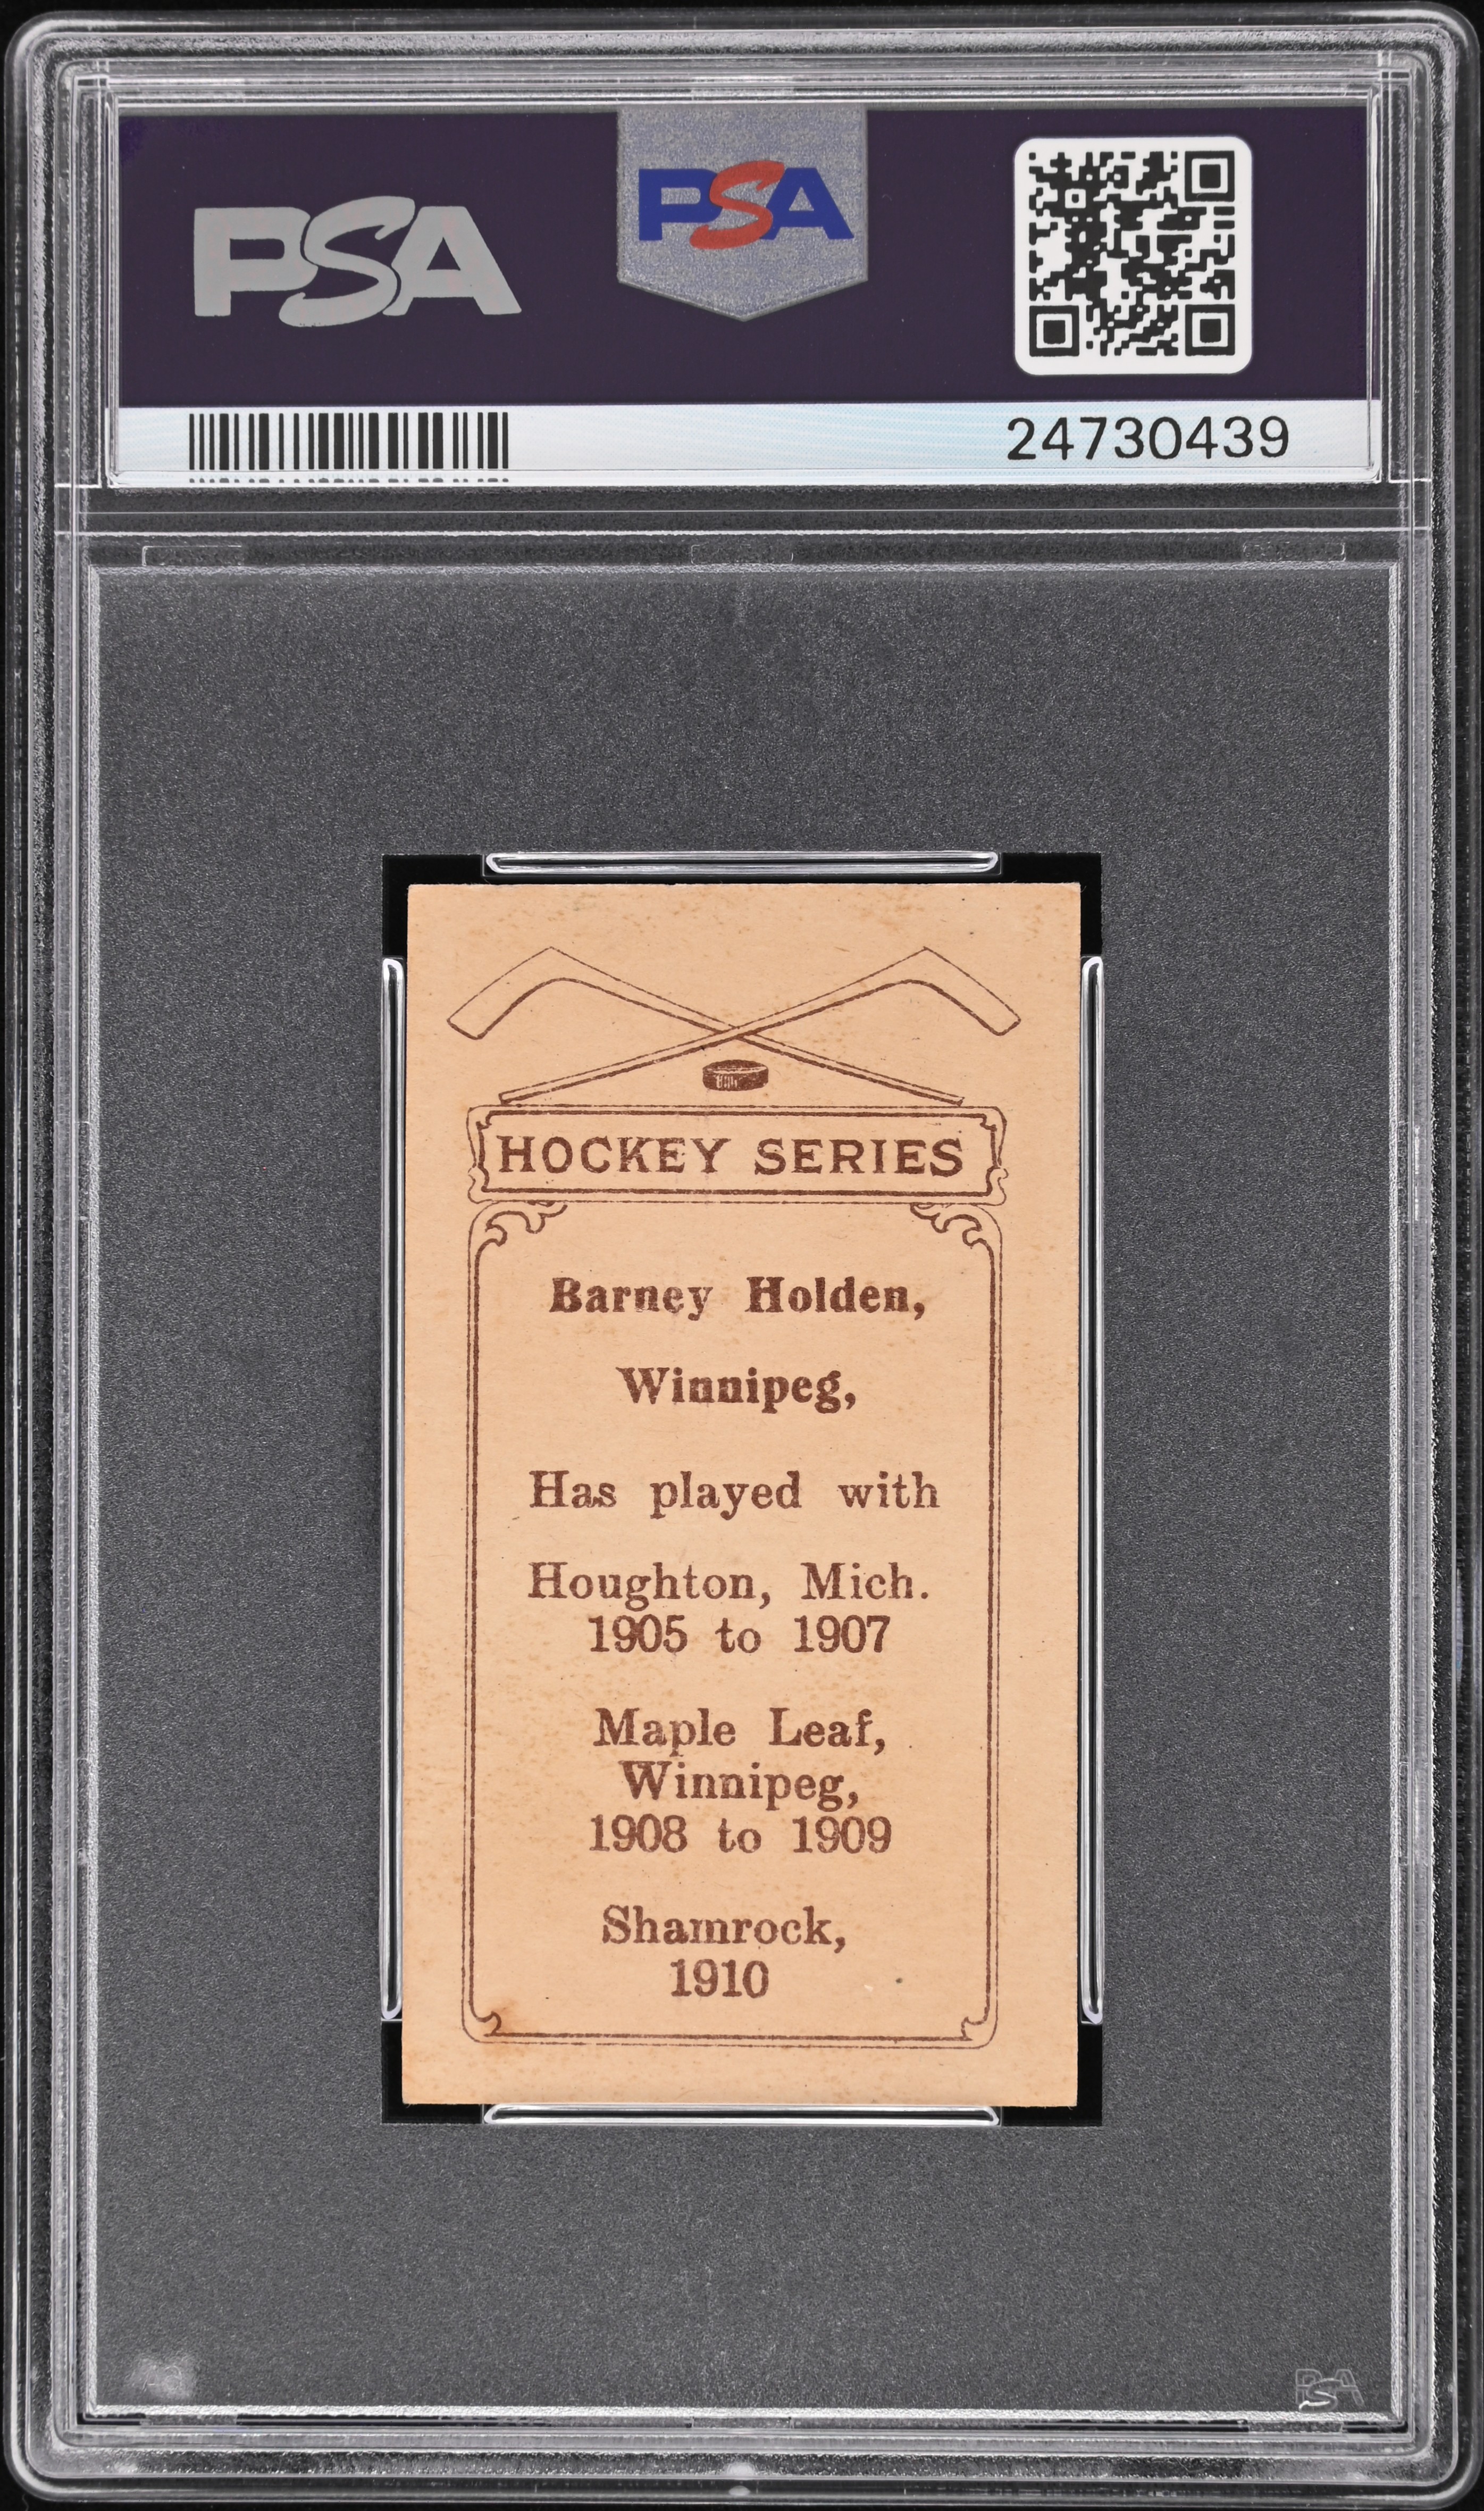 PSA
PSA
24730439
HOCKEY SERIES
Barney Holden,
Winnipeg,
Has played with
Houghton, Mich.
1905 to 1907
Maple Leaf,
Winnipeg,
1908 to 1909
Shamrock,
1910
PSA